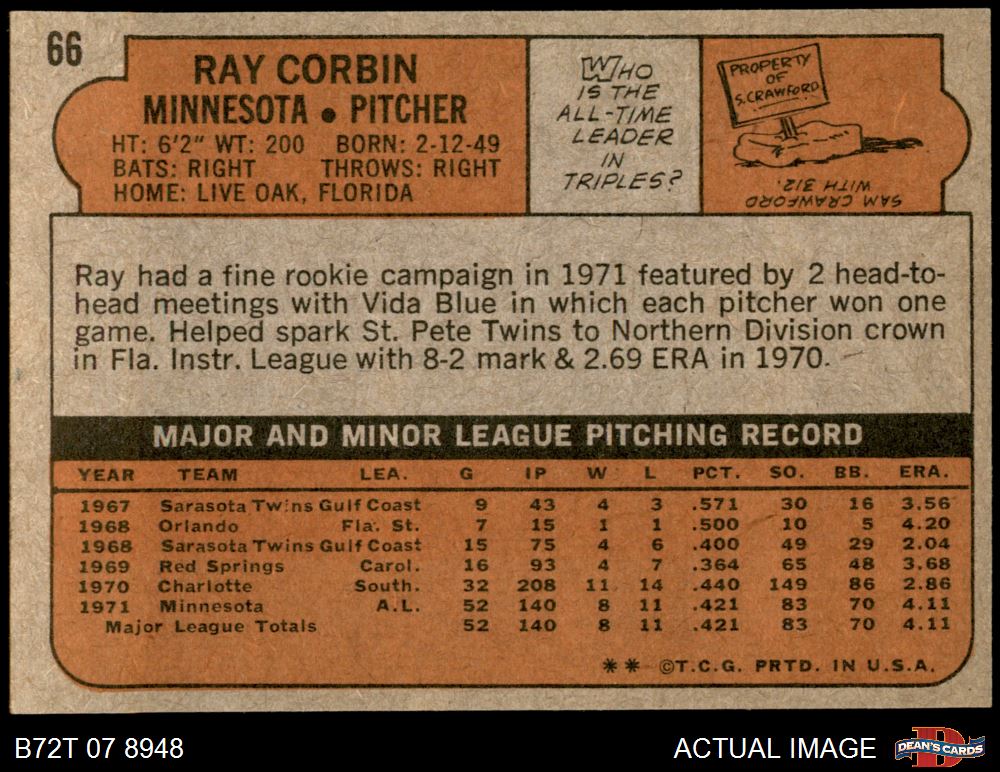 66
RAY CORBIN
MINNESOTA • PITCHER
HT: 6'2" WT: 200 BORN: 2-12-49
BATS: RIGHT THROWS: RIGHT
HOME: LIVE OAK, FLORIDA
WHO
IS THE
ALL-TIME
LEADER
IN
TRIPLES?
PROPERTY
OF
S. CRAWFORD
SAM CRAWFORD
WITH 312.
Ray had a fine rookie campaign in 1971 featured by 2 head-to-
head meetings with Vida Blue in which each pitcher won one
game. Helped spark St. Pete Twins to Northern Division crown
in Fla. Instr. League with 8-2 mark & 2.69 ERA in 1970.
MAJOR AND MINOR LEAGUE PITCHING RECORD
YEAR TEAM LEA. G IP W L PCT. SO. BB. ERA.
1967 Sarasota Twins Gulf Coast 9 43 4 3 .571 30 16 3.56
1968 Orlando Fla. St. 7 15 1 1 .500 10 5 4.20
1968 Sarasota Twins Gulf Coast 15 75 4 6 .400 49 29 2.04
1969 Red Springs Carol. 16 93 4 7 .364 65 48 3.68
1970 Charlotte South. 32 208 11 14 .440 149 86 2.86
1971 Minnesota A.L. 52 140 8 11 .421 83 70 4.11
Major League Totals 52 140 8 11 .421 83 70 4.11
** ©T.C.G. PRTD. IN U.S.A.
B72T 07 8948 ACTUAL IMAGE DEAN'S CARDS